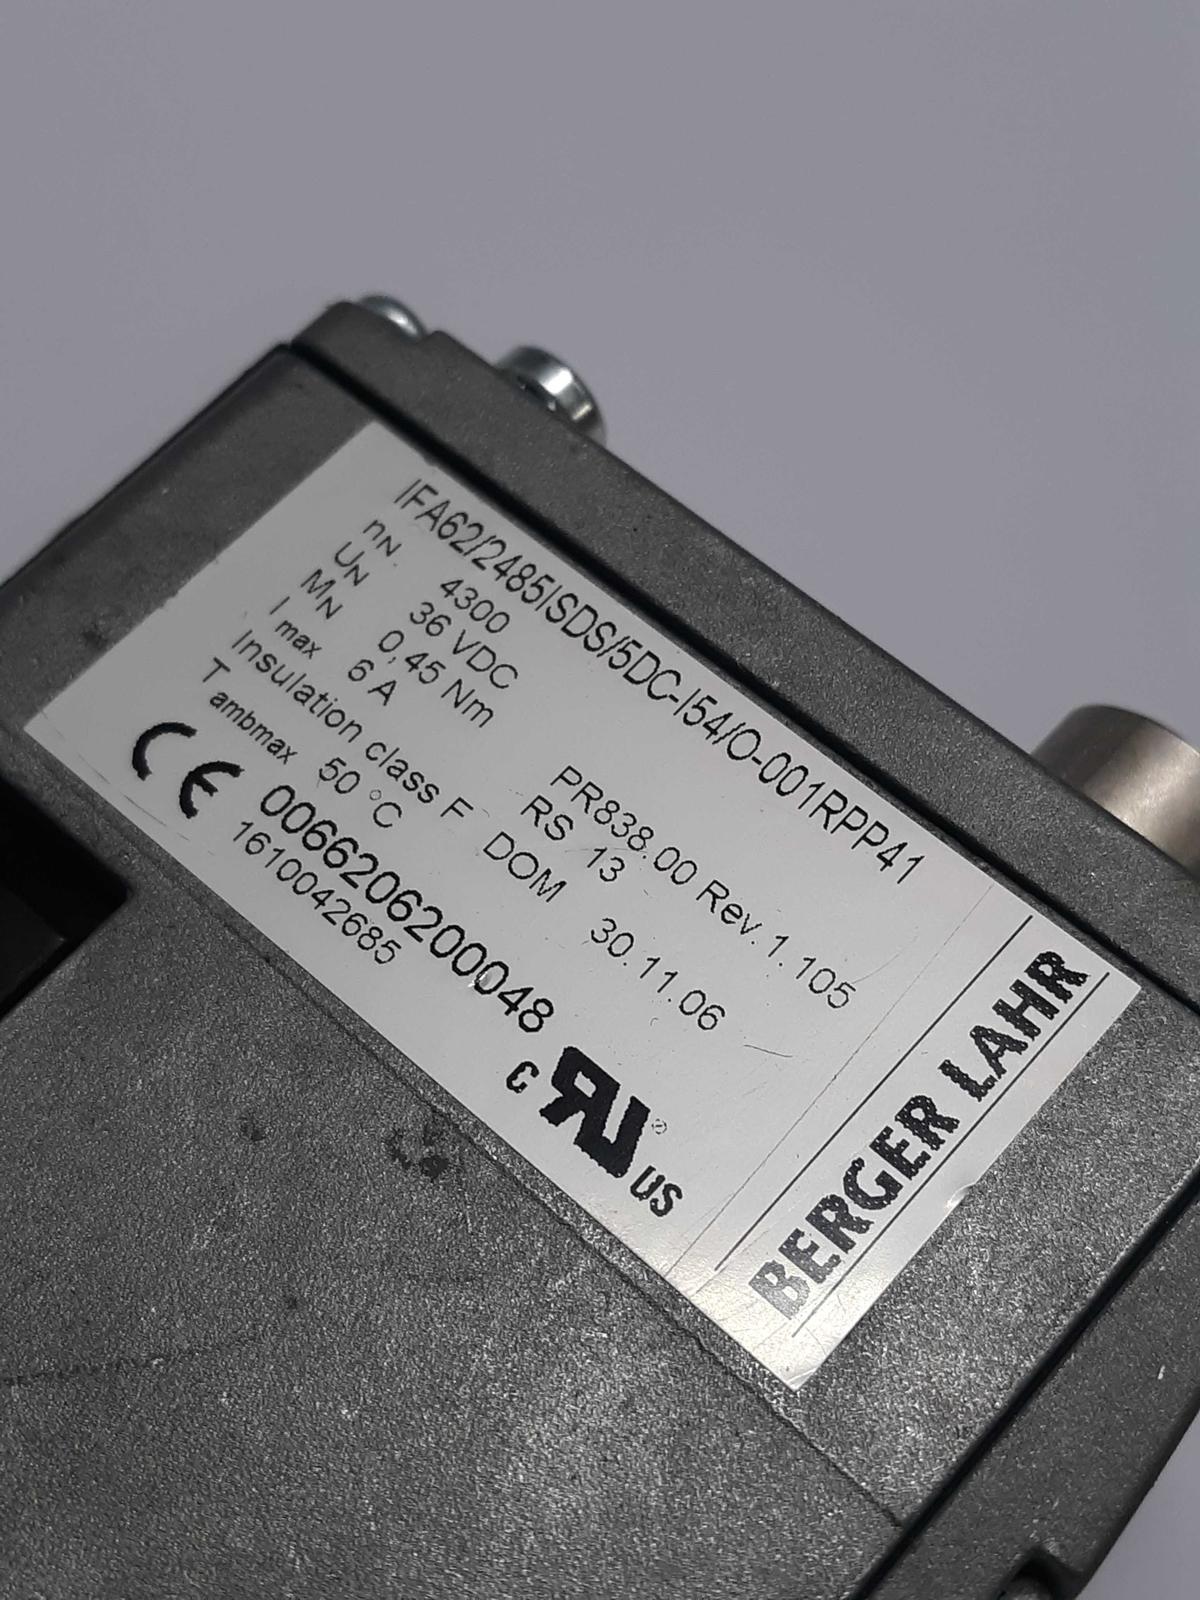 IFA62/2485ISDS/5DC-I54/O-001RPP41
nN. 4300
UN 36 VDC
MN 0,45 Nm
I max 6 A
PR838.00 Rev.1.105
RS 13
Insulation class F DOM 30.11.06
T ambmax 50 °C
CE 00662062000048
1610042685
C RU ® US
BERGER LAHR